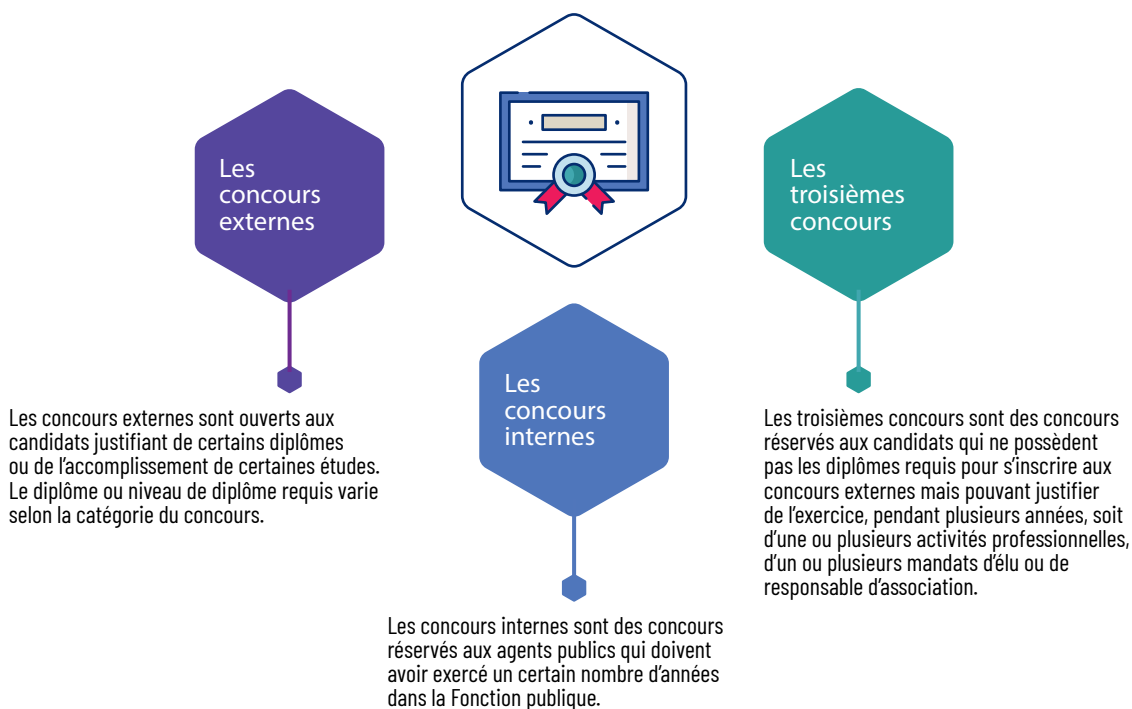 Les
concours
externes
Les
troisièmes
concours
Les
concours
internes
Les concours externes sont ouverts aux
candidats justifiant de certains diplômes
ou de l'accomplissement de certaines études.
Le diplôme ou niveau de diplôme requis varie
selon la catégorie du concours.
Les troisièmes concours sont des concours
réservés aux candidats qui ne possèdent
pas les diplômes requis pour s'inscrire aux
concours externes mais pouvant justifier
de l'exercice, pendant plusieurs années, soit
d'une ou plusieurs activités professionnelles,
d'un ou plusieurs mandats d'élu ou de
responsable d'association.
Les concours internes sont des concours
réservés aux agents publics qui doivent
avoir exercé un certain nombre d'années
dans la Fonction publique.